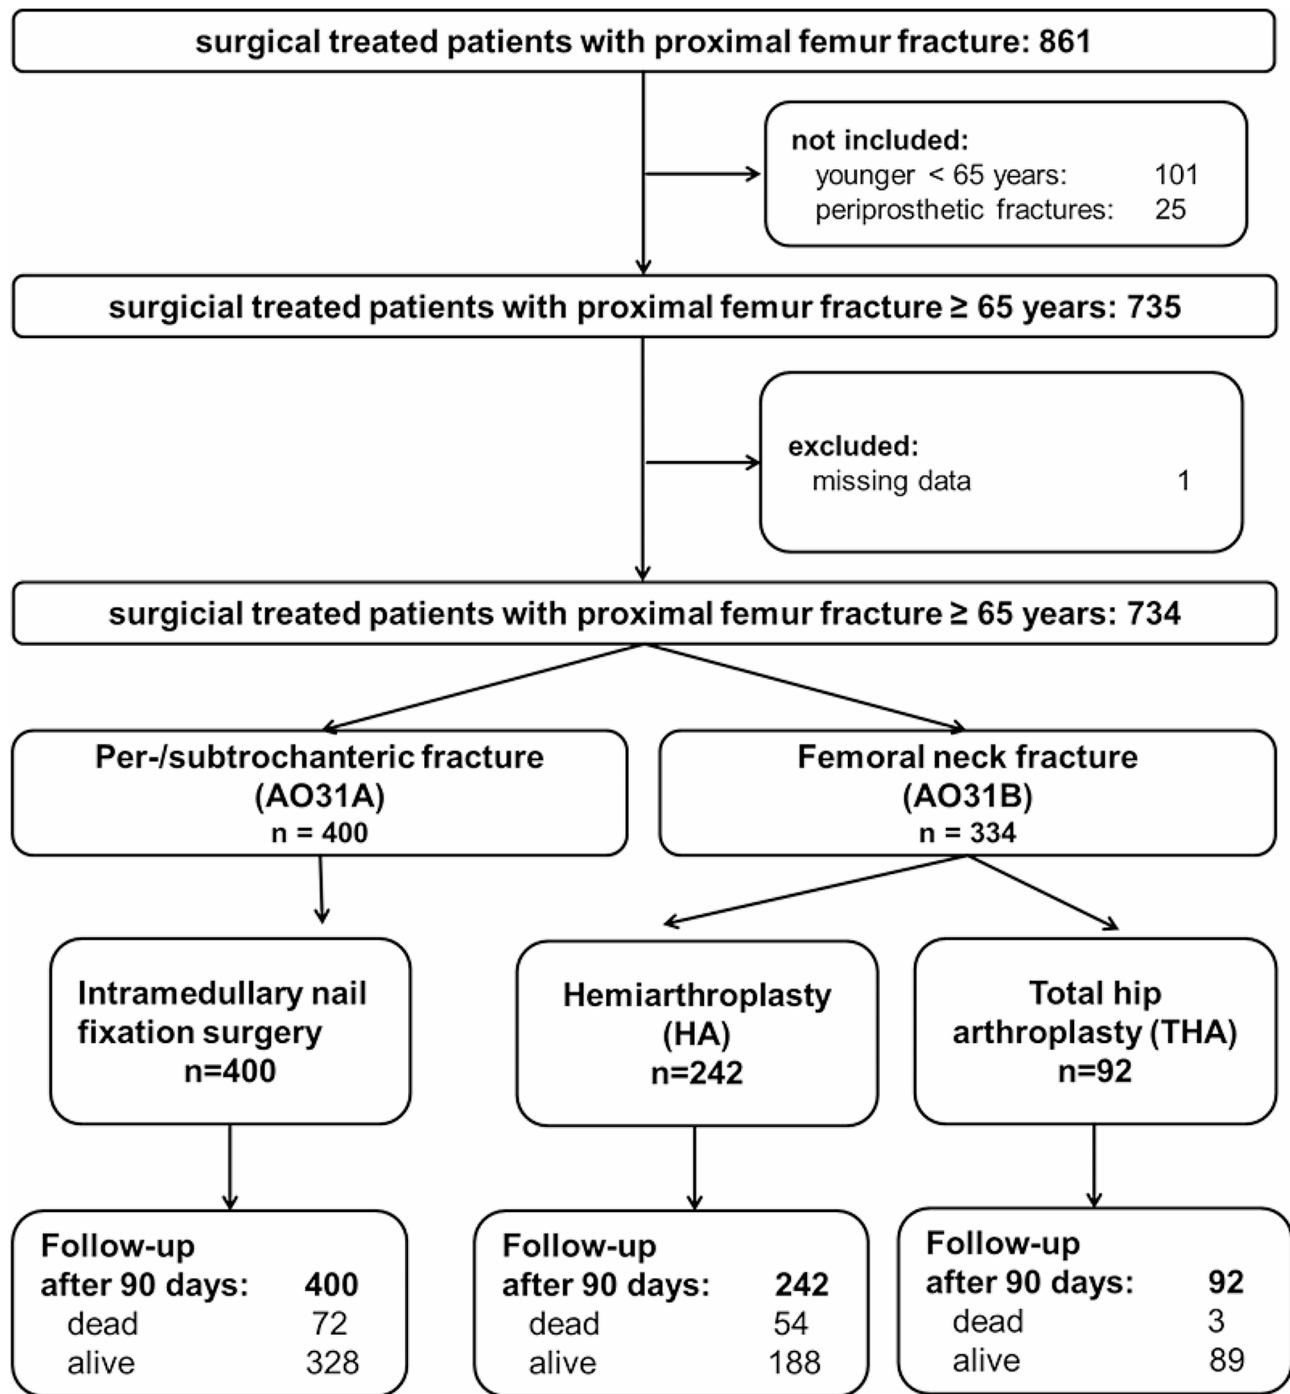 surgical treated patients with proximal femur fracture: 861
not included:
younger < 65 years: 101
periprosthetic fractures: 25
surgicial treated patients with proximal femur fracture ≥ 65 years: 735
excluded:
missing data 1
surgicial treated patients with proximal femur fracture ≥ 65 years: 734
Per-/subtrochanteric fracture
(AO31A)
n = 400
Femoral neck fracture
(AO31B)
n = 334
Intramedullary nail
fixation surgery
n=400
Hemiarthroplasty
(HA)
n=242
Total hip
arthroplasty (THA)
n=92
Follow-up
after 90 days: 400
dead 72
alive 328
Follow-up
after 90 days: 242
dead 54
alive 188
Follow-up
after 90 days: 92
dead 3
alive 89